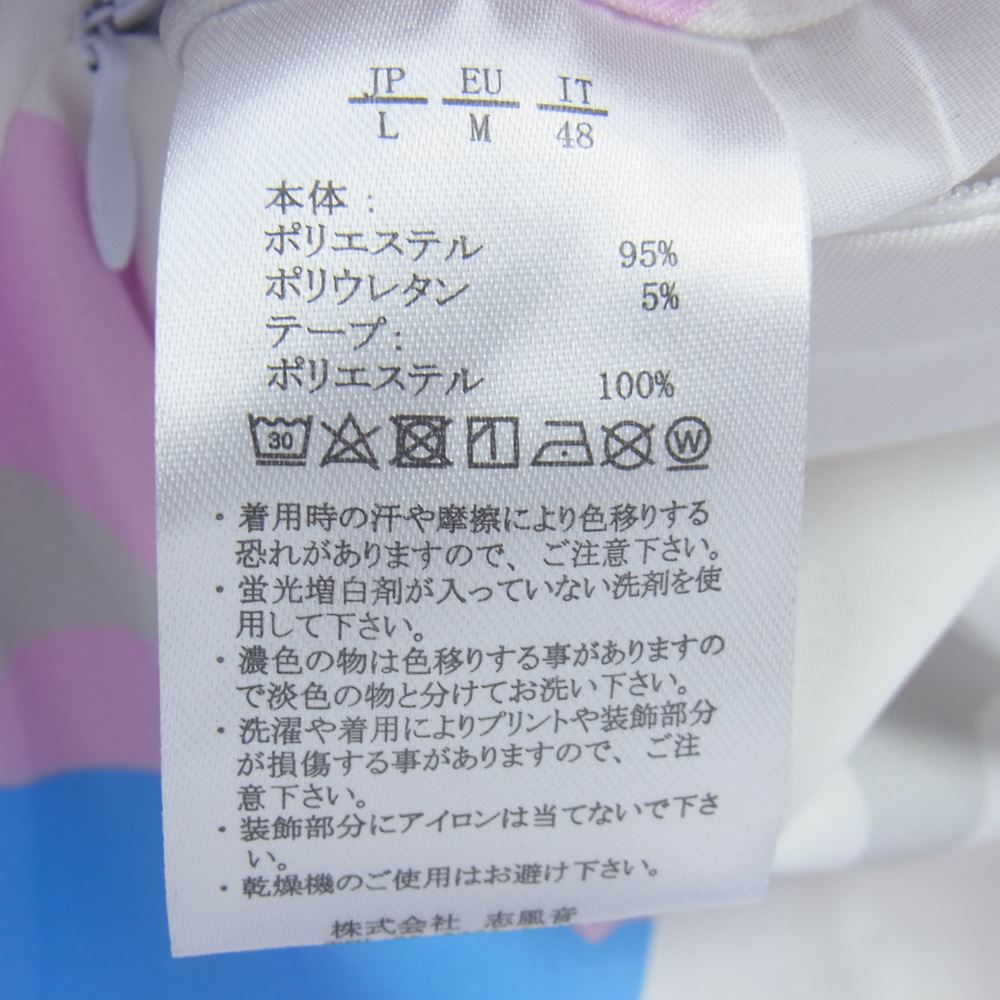 JP EU IT
L M 48
本体:
ポリエステル 95%
ポリウレタン 5%
テープ:
ポリエステル 100%
30 W
・着用時の汗や摩擦により色移りする
恐れがありますので、ご注意下さい。
・蛍光増白剤が入っていない洗剤を使
用して下さい。
・濃色の物は色移りする事がありますの
で淡色の物と分けてお洗い下さい。
・洗濯や着用によりプリントや装飾部分
が損傷する事がありますので、ご注
意下さい。
・装飾部分にアイロンは当てないで下さ
い。
・乾燥機のご使用はお避け下さい。
株式会社 志風音